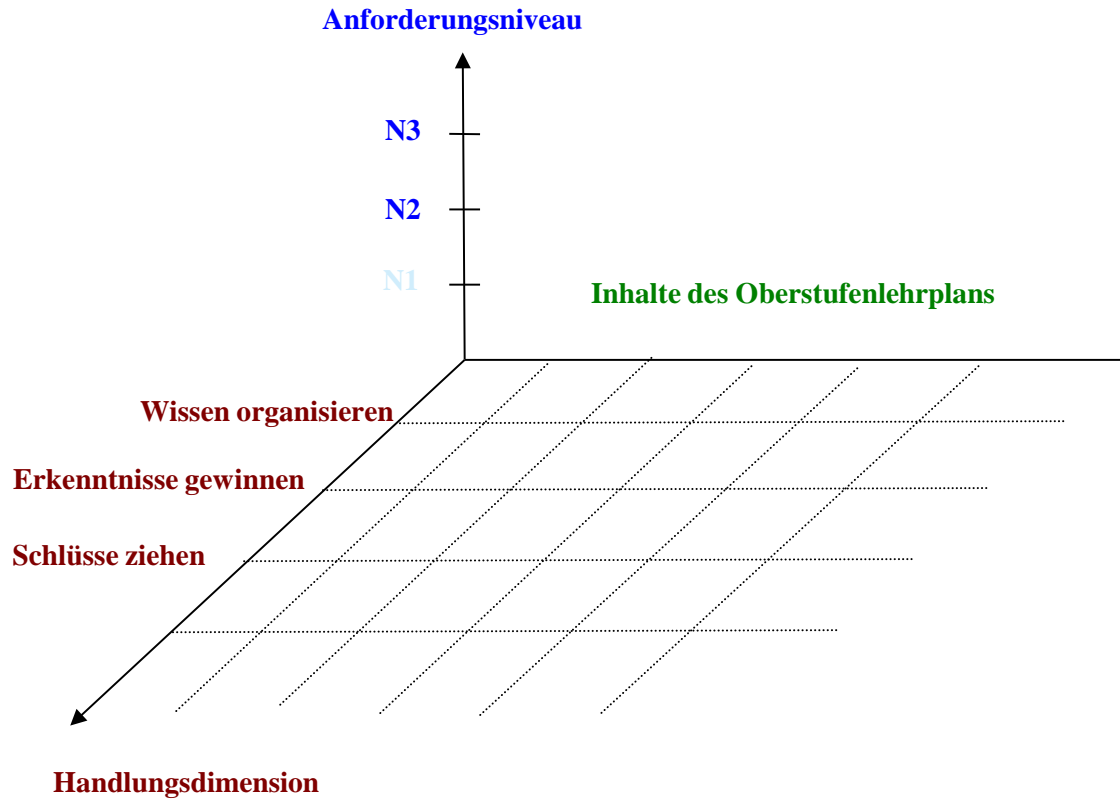 Anforderungsniveau
N3
N2
N1
Inhalte des Oberstufenlehrplans
Wissen organisieren
Erkenntnisse gewinnen
Schlüsse ziehen
Handlungsdimension